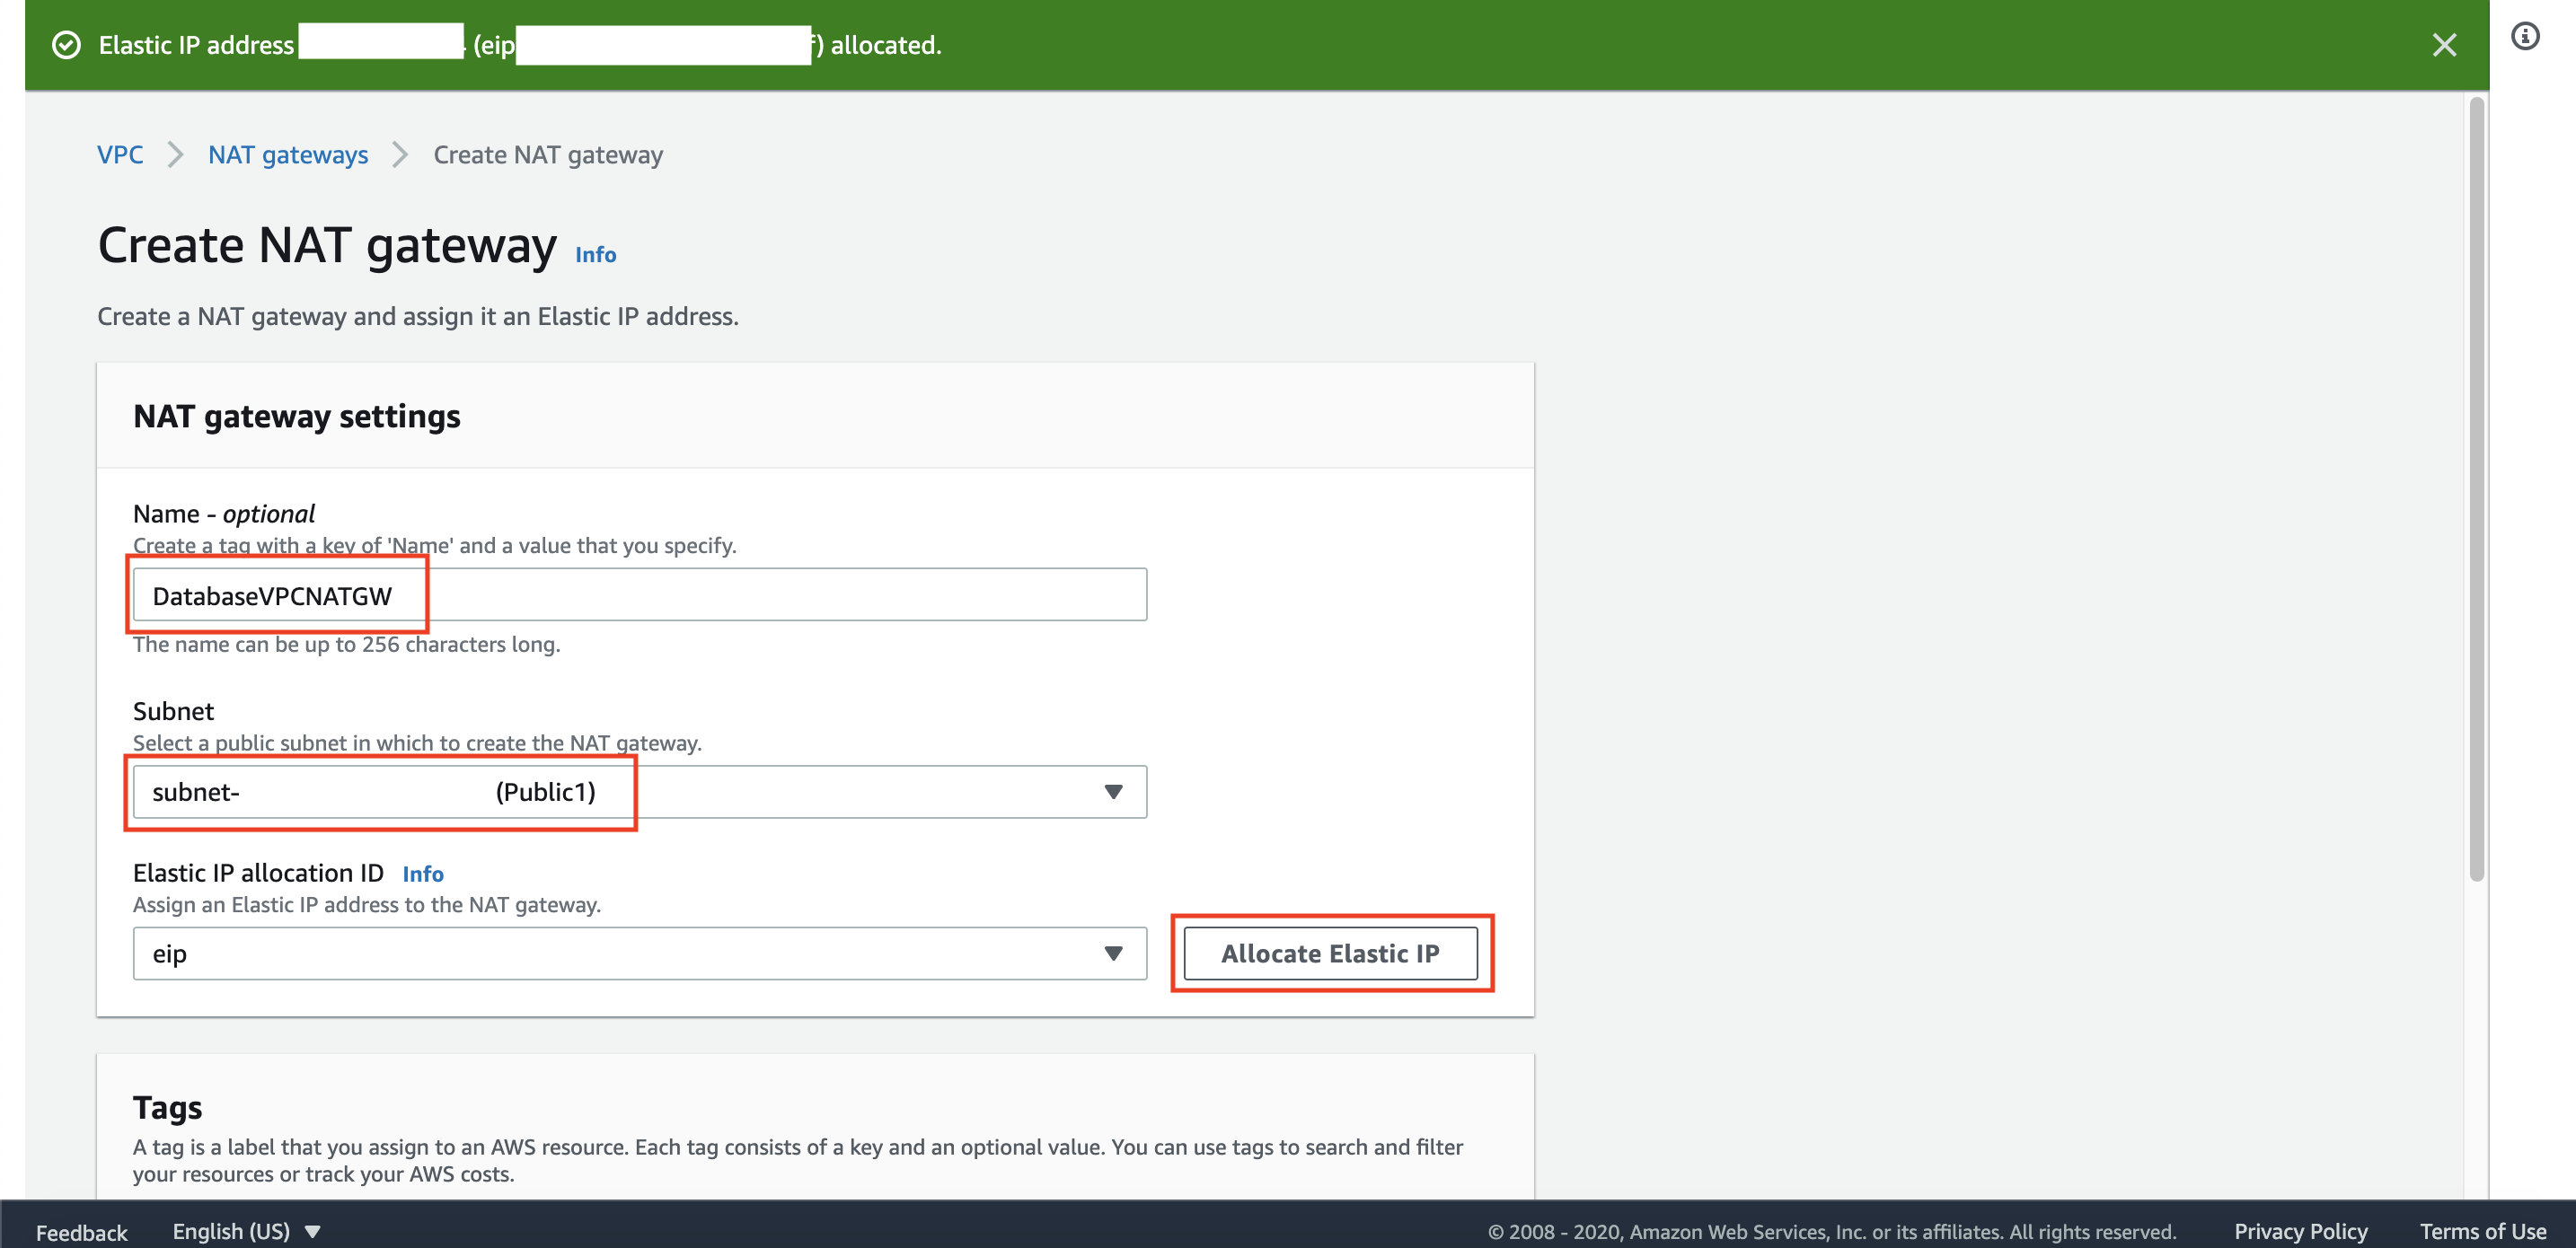 Elastic IP address (eip f) allocated.
VPC > NAT gateways > Create NAT gateway
Create NAT gateway Info
Create a NAT gateway and assign it an Elastic IP address.
NAT gateway settings
Name - optional
Create a tag with a key of 'Name' and a value that you specify.
DatabaseVPCNATGW
The name can be up to 256 characters long.
Subnet
Select a public subnet in which to create the NAT gateway.
subnet- (Public1)
Elastic IP allocation ID Info
Assign an Elastic IP address to the NAT gateway.
eip
Allocate Elastic IP
Tags
A tag is a label that you assign to an AWS resource. Each tag consists of a key and an optional value. You can use tags to search and filter
your resources or track your AWS costs.
Feedback English (US) © 2008 - 2020, Amazon Web Services, Inc. or its affiliates. All rights reserved. Privacy Policy Terms of Use